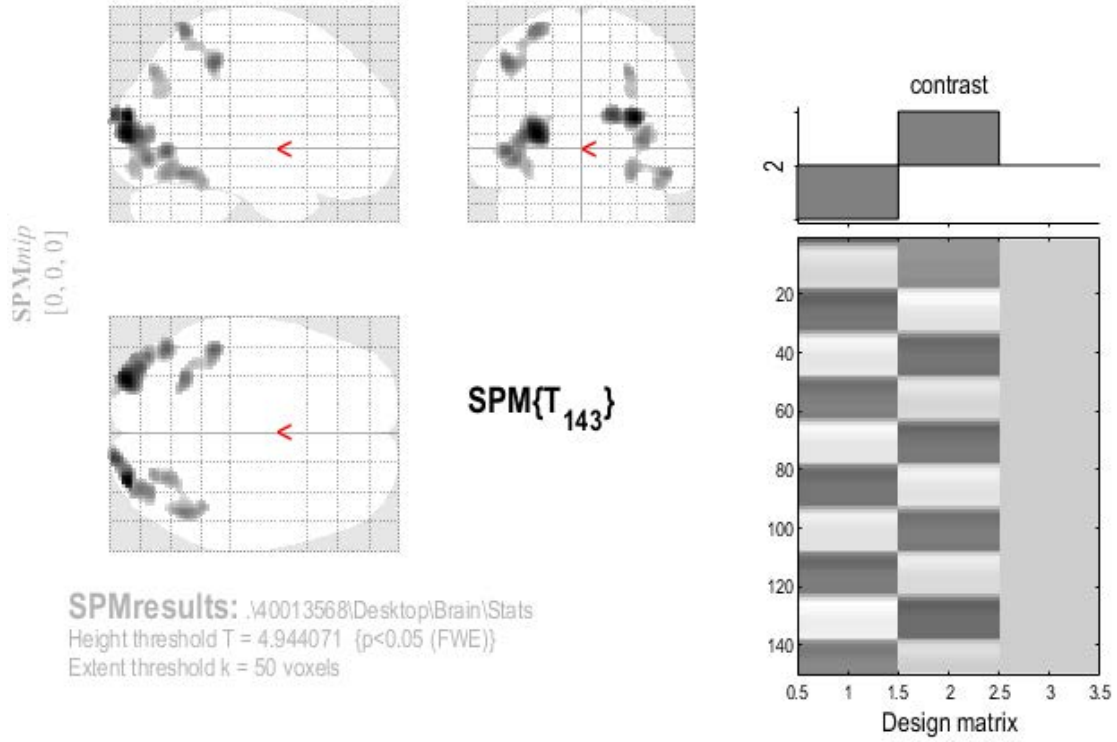 SPMmip
[0, 0, 0]
<
<
<
SPM{T143}
SPMresults: .\40013568\Desktop\Brain\Stats
Height threshold T = 4.944071 {p<0.05 (FWE)}
Extent threshold k = 50 voxels
contrast
2
20
40
60
80
100
120
140
0.5 1 1.5 2 2.5 3 3.5
Design matrix